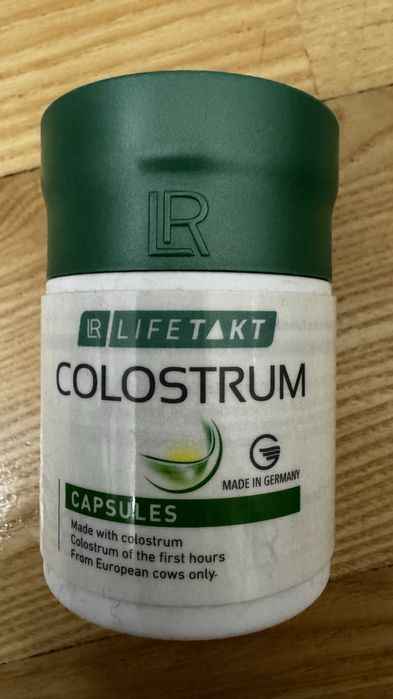 LR
LR LIFETAKT
COLOSTRUM
MADE IN GERMANY
CAPSULES
Made with colostrum
Colostrum of the first hours
From European cows only.